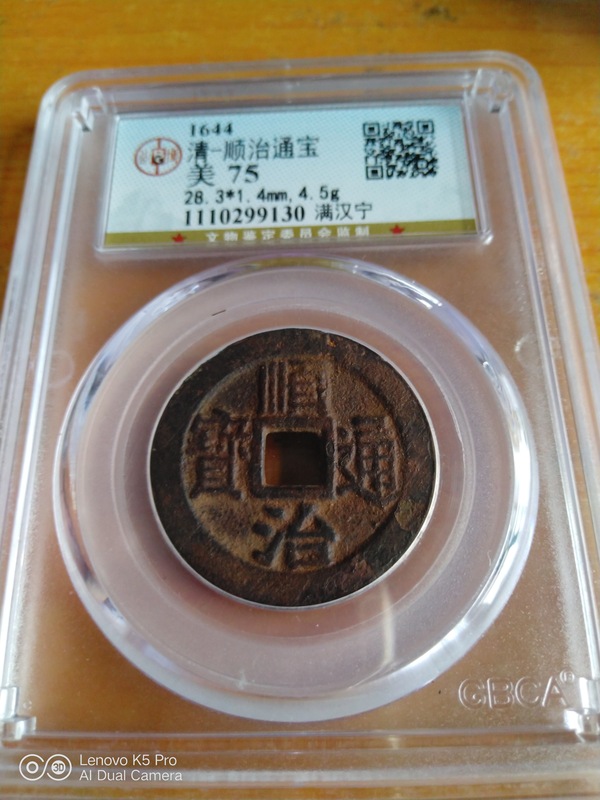 1644
清-顺治通宝
美 75
28.3*1.4mm,4.5g
1110299130 满汉宁
文物鉴定委员会监制
順
寶 通
治
GBCA®
Lenovo K5 Pro
AI Dual Camera